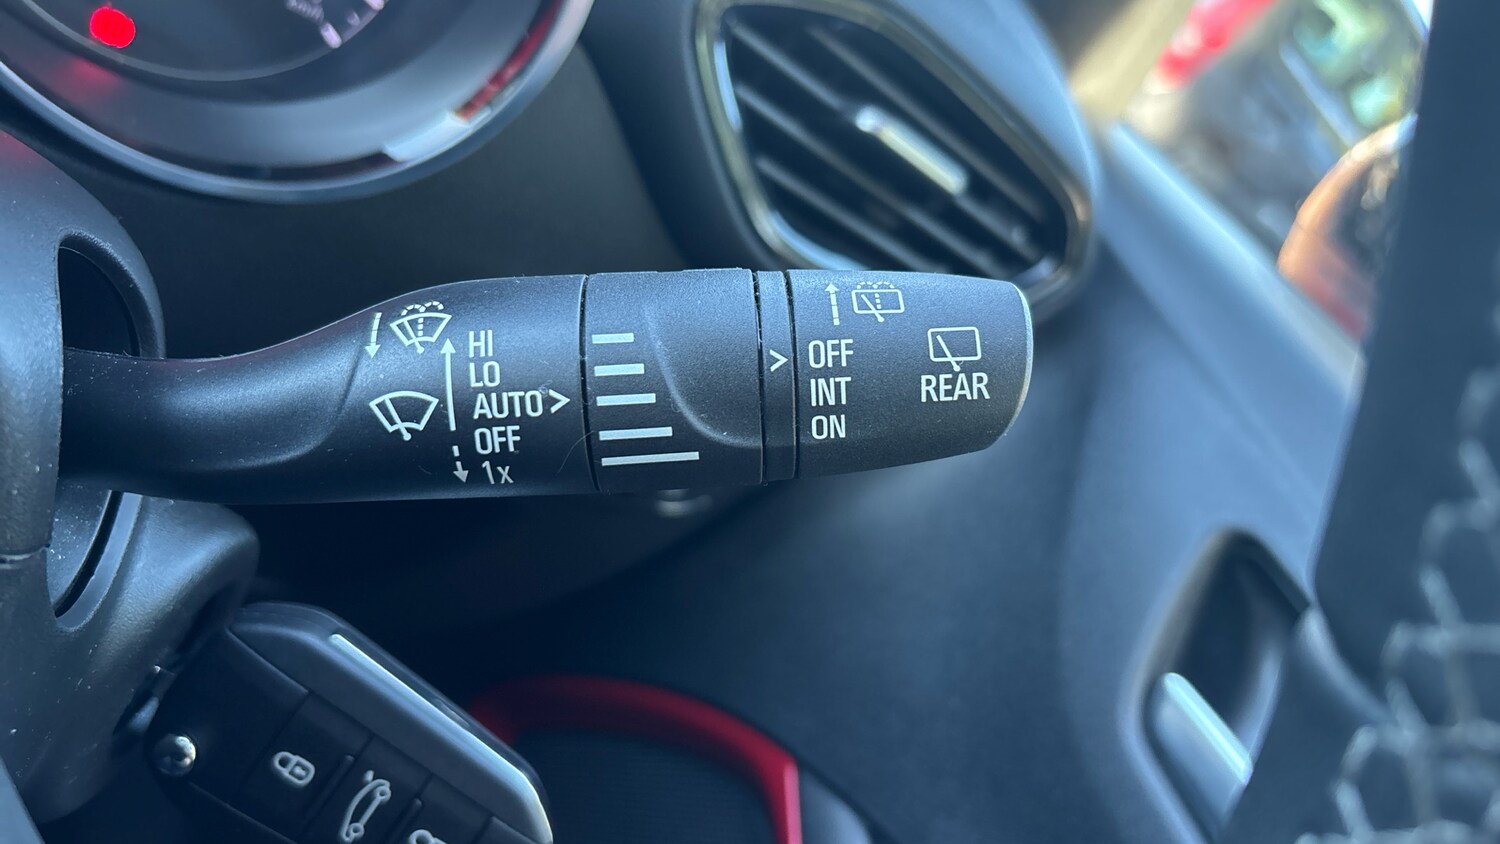 HI
LO
AUTO>
OFF
1x
>
OFF
INT
ON
REAR